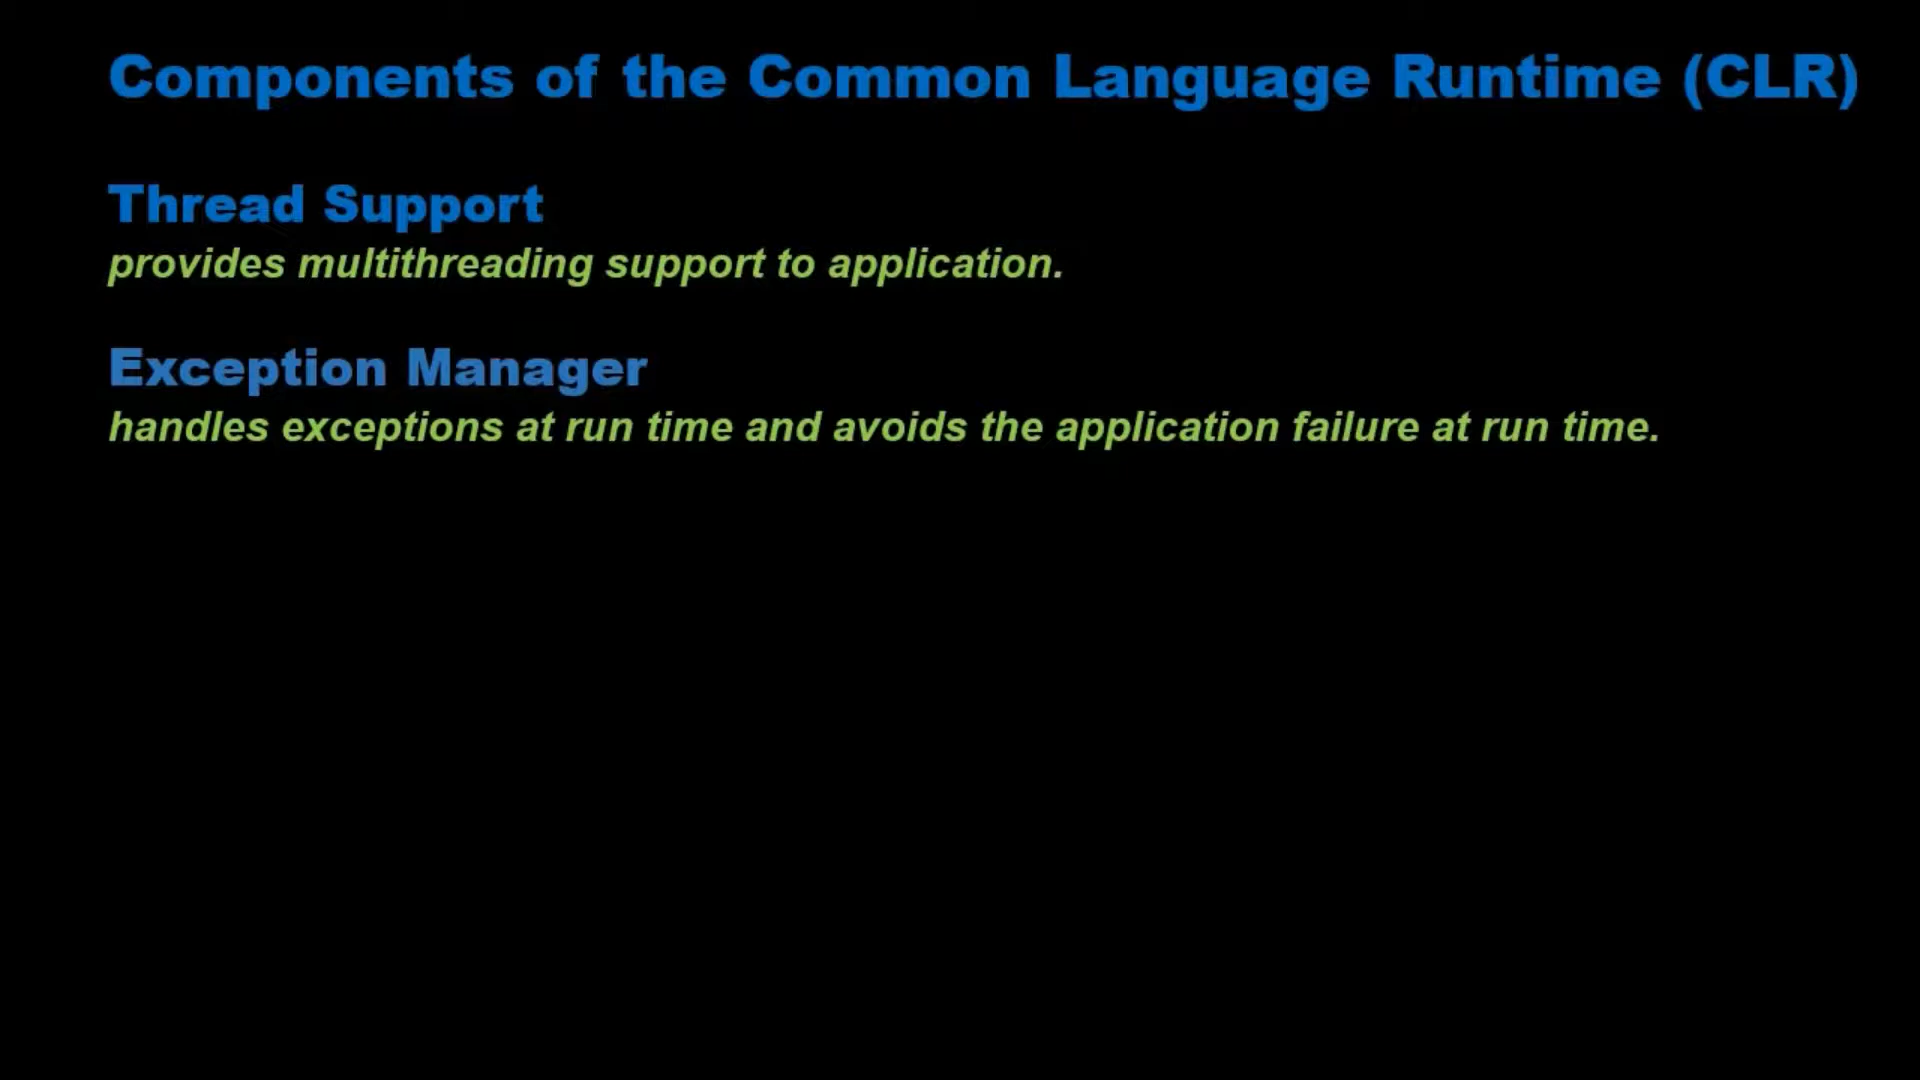 Components of the Common Language Runtime (CLR)
Thread Support
provides multithreading support to application.
Exception Manager
handles exceptions at run time and avoids the application failure at run time.